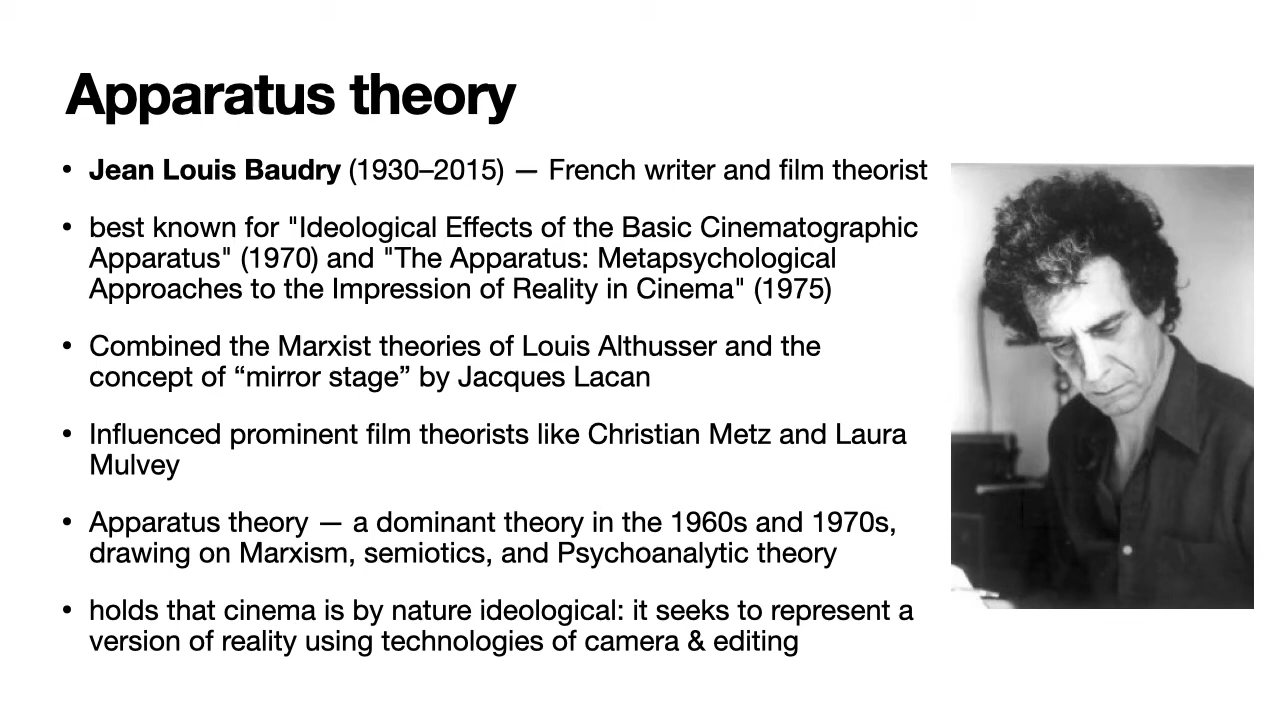 Apparatus theory
• Jean Louis Baudry (1930–2015) — French writer and film theorist
• best known for "Ideological Effects of the Basic Cinematographic
Apparatus" (1970) and "The Apparatus: Metapsychological
Approaches to the Impression of Reality in Cinema" (1975)
• Combined the Marxist theories of Louis Althusser and the
concept of “mirror stage” by Jacques Lacan
• Influenced prominent film theorists like Christian Metz and Laura
Mulvey
• Apparatus theory — a dominant theory in the 1960s and 1970s,
drawing on Marxism, semiotics, and Psychoanalytic theory
• holds that cinema is by nature ideological: it seeks to represent a
version of reality using technologies of camera & editing